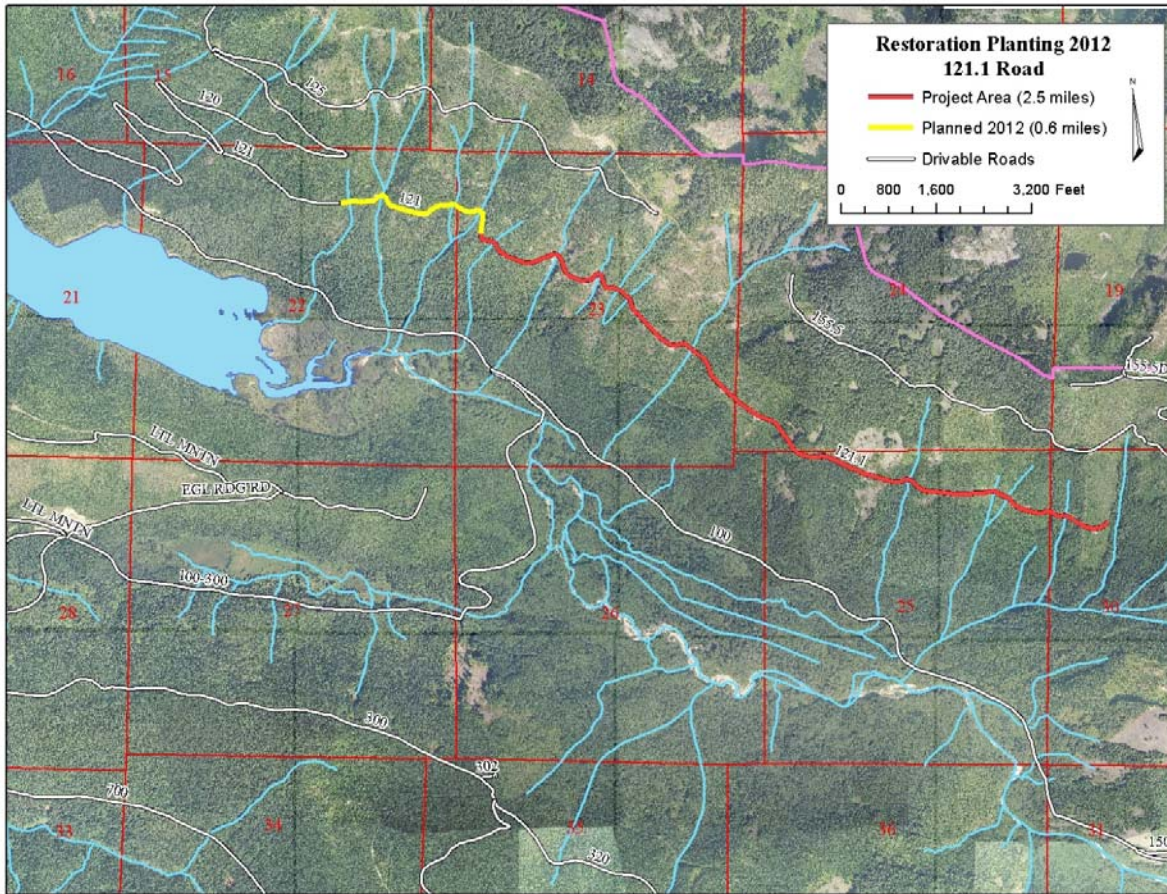 Restoration Planting 2012
121.1 Road
Project Area (2.5 miles)
Planned 2012 (0.6 miles)
Drivable Roads
N
0 800 1,600 3,200 Feet
16
15
14
125
120
121
121
21
22
23
24
19
155.5
155.5D
LTL MNTN
EGL RDG RD
LTL MNTN
121.1
100
100-300
28
27
26
25
30
300
302
700
33
34
35
320
36
31
150